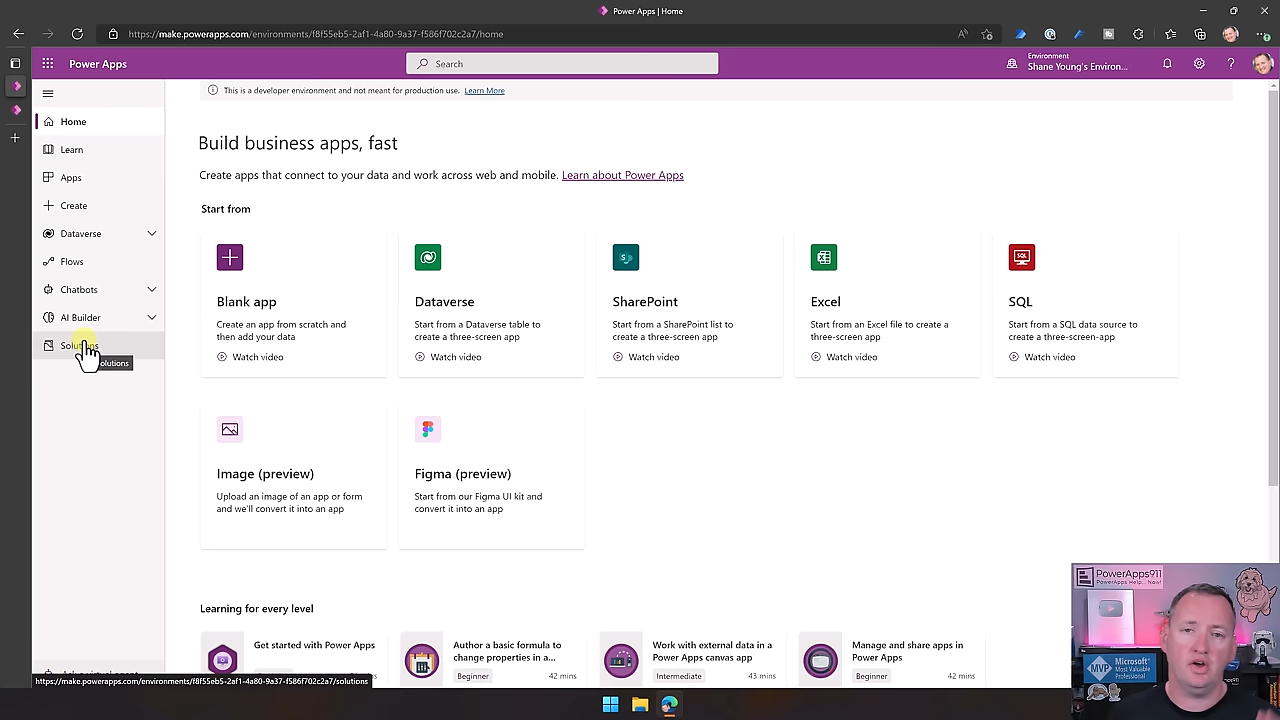 Power Apps | Home
https://make.powerapps.com/environments/f8f55eb5-2af1-4a80-9a37-f586f702c2a7/home
Power Apps
Search
Environment
Shane Young's Environ...
This is a developer environment and not meant for production use. Learn More
Home
Learn
Apps
Create
Dataverse
Flows
Chatbots
AI Builder
Solutions
olutions
Build business apps, fast
Create apps that connect to your data and work across web and mobile. Learn about Power Apps
Start from
Blank app
Create an app from scratch and
then add your data
Watch video
Dataverse
Start from a Dataverse table to
create a three-screen app
Watch video
SharePoint
Start from a SharePoint list to
create a three-screen app
Watch video
Excel
Start from an Excel file to create a
three-screen app
Watch video
SQL
SQL
Start from a SQL data source to
create a three-screen-app
Watch video
Image (preview)
Upload an image of an app or form
and we'll convert it into an app
Figma (preview)
Start from our Figma UI kit and
convert it into an app
Learning for every level
Get started with Power Apps
Author a basic formula to
change properties in a...
Beginner
42 mins
Work with external data in a
Power Apps canvas app
Intermediate
43 mins
Manage and share apps in
Power Apps
Beginner
42 mins
https://make.powerapps.com/environments/f8f55eb5-2af1-4a80-9a37-f586f702c2a7/solutions
PowerApps911
PowerApps Help... Now!
MVP
Microsoft
Most Valuable
Professional